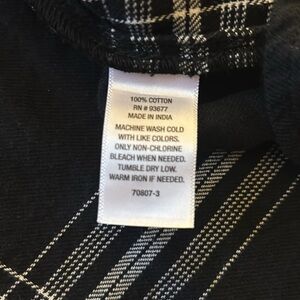 100% COTTON
RN # 93677
MADE IN INDIA
MACHINE WASH COLD
WITH LIKE COLORS.
ONLY NON-CHLORINE
BLEACH WHEN NEEDED.
TUMBLE DRY LOW.
WARM IRON IF NEEDED.
70807-3